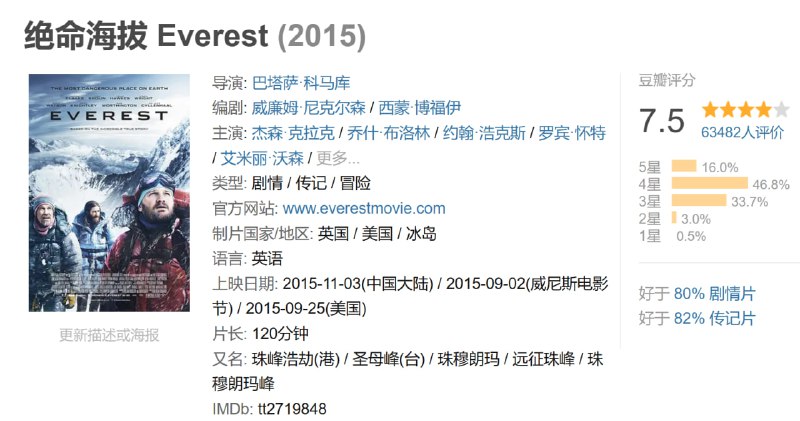 绝命海拔 Everest (2015)
THE MOST DANGEROUS PLACE ON EARTH
EVEREST
BASED ON THE INCREDIBLE TRUE STORY
更新描述或海报
导演: 巴塔萨·科马库
编剧: 威廉姆·尼克尔森 / 西蒙·博福伊
主演: 杰森·克拉克 / 乔什·布洛林 / 约翰·浩克斯 / 罗宾·怀特
/ 艾米丽·沃森 / 更多...
类型: 剧情 / 传记 / 冒险
官方网站: www.everestmovie.com
制片国家/地区: 英国 / 美国 / 冰岛
语言: 英语
上映日期: 2015-11-03(中国大陆) / 2015-09-02(威尼斯电影
节) / 2015-09-25(美国)
片长: 120分钟
又名: 珠峰浩劫(港) / 圣母峰(台) / 珠穆朗玛 / 远征珠峰 / 珠
穆朗玛峰
IMDb: tt2719848
豆瓣评分
7.5
63482人评价
5星 16.0%
4星 46.8%
3星 33.7%
2星 3.0%
1星 0.5%
好于 80% 剧情片
好于 82% 传记片